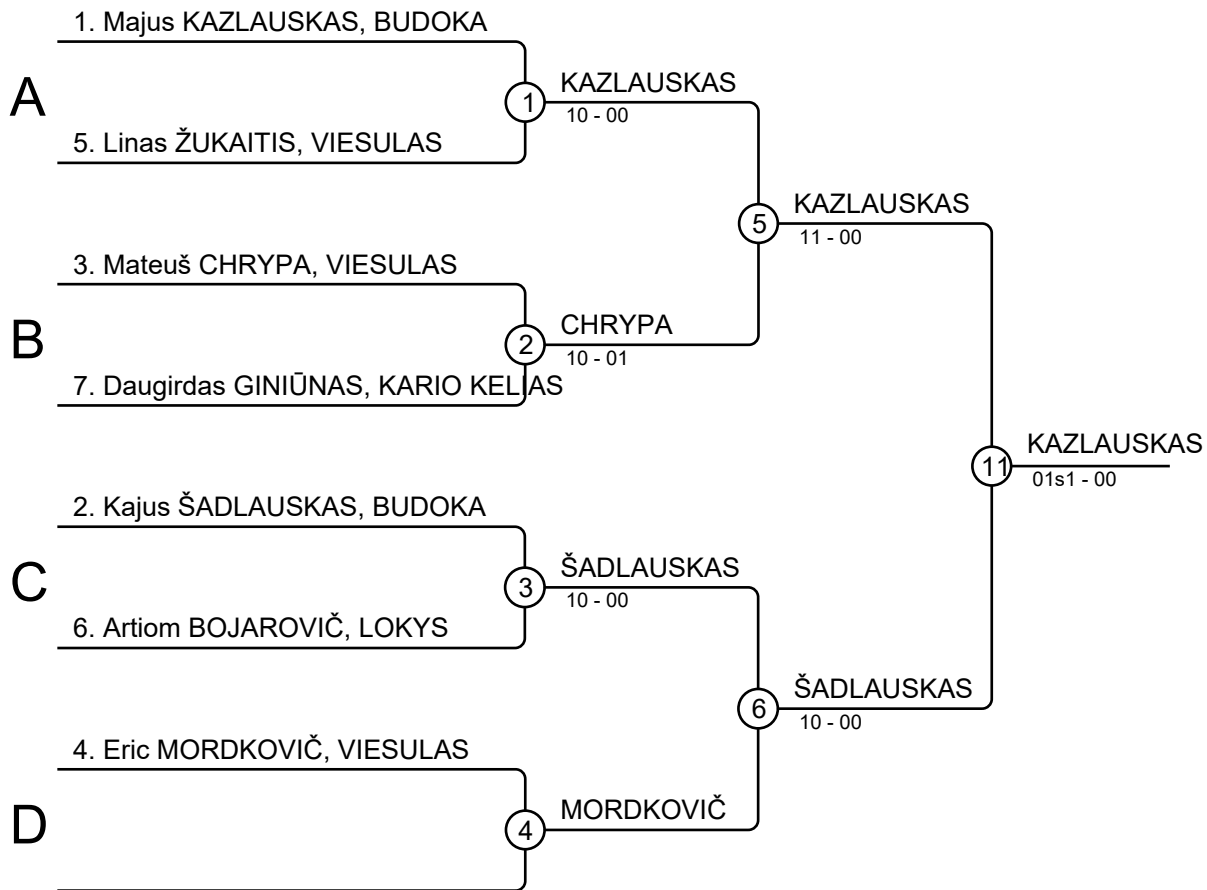 1. Majus KAZLAUSKAS, BUDOKA
A
1
KAZLAUSKAS
10 - 00
5. Linas ŽUKAITIS, VIESULAS
5
KAZLAUSKAS
11 - 00
3. Mateuš CHRYPA, VIESULAS
B
2
CHRYPA
10 - 01
7. Daugirdas GINIŪNAS, KARIO KELIAS
11
KAZLAUSKAS
01s1 - 00
2. Kajus ŠADLAUSKAS, BUDOKA
C
3
ŠADLAUSKAS
10 - 00
6. Artiom BOJAROVIČ, LOKYS
6
ŠADLAUSKAS
10 - 00
4. Eric MORDKOVIČ, VIESULAS
D
4
MORDKOVIČ